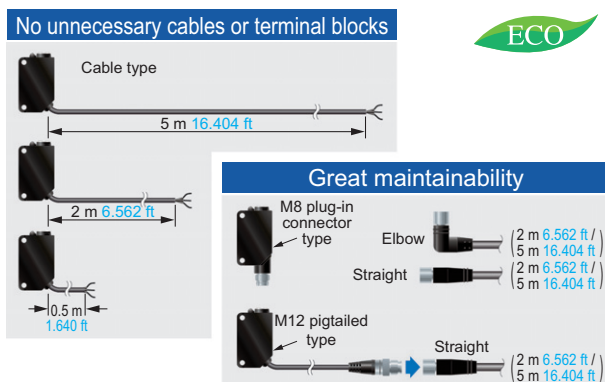 No unnecessary cables or terminal blocks
ECO
Cable type
5 m 16.404 ft
2 m 6.562 ft
0.5 m
1.640 ft
Great maintainability
M8 plug-in
connector
type
Elbow
(2 m 6.562 ft /
5 m 16.404 ft)
Straight
(2 m 6.562 ft /
5 m 16.404 ft)
M12 pigtailed
type
Straight
(2 m 6.562 ft /
5 m 16.404 ft)